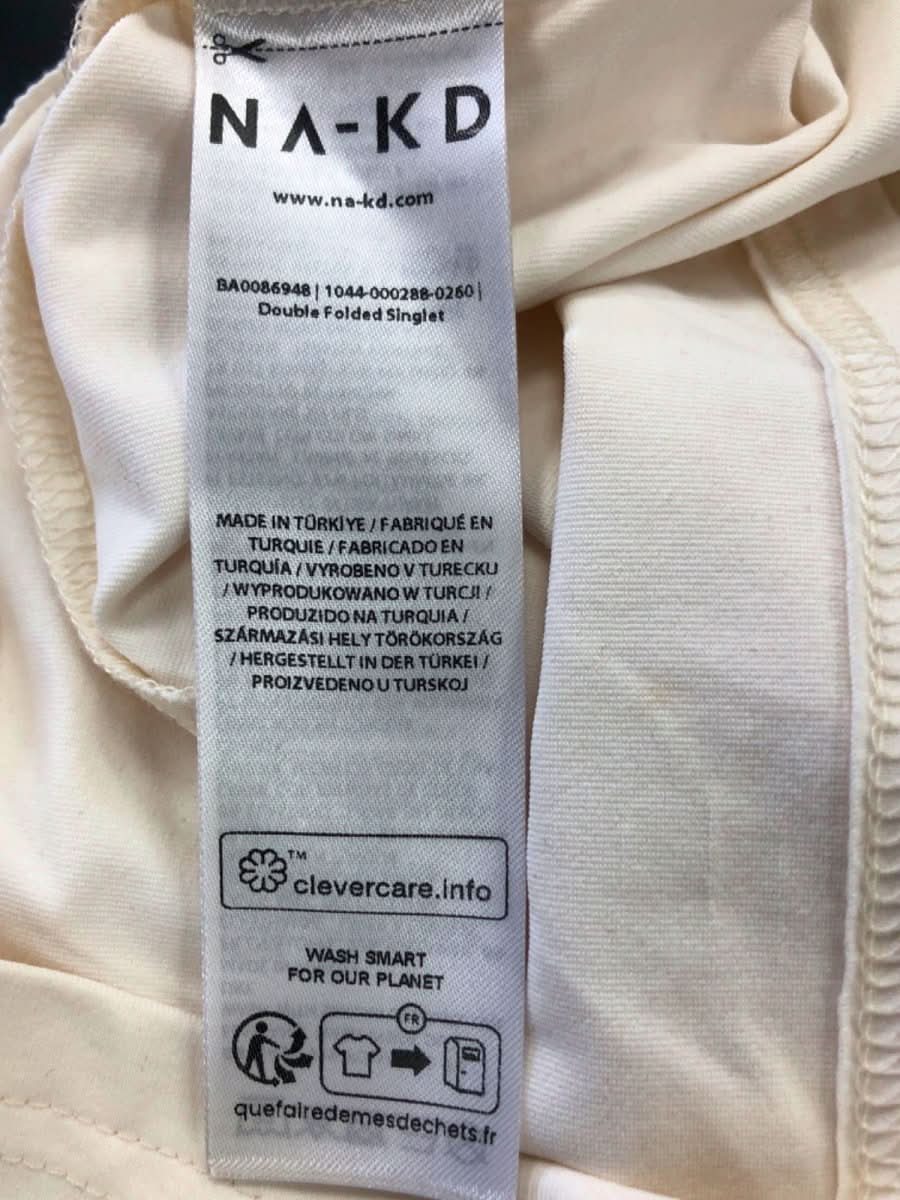 NA-KD
www.na-kd.com
BA0086948 | 1044-000288-0260 |
Double Folded Singlet
MADE IN TÜRKİYE / FABRIQUÉ EN
TURQUIE / FABRICADO EN
TURQUÍA / VYROBENO V TURECKU
/ WYPRODUKOWANO W TURCJI /
PRODUZIDO NA TURQUIA /
SZÁRMAZÁSI HELY TÖRÖKORSZÁG
/ HERGESTELLT IN DER TÜRKEI /
PROIZVEDENO U TURSKOJ
TM
clevercare.info
WASH SMART
FOR OUR PLANET
FR
quefairedemesdechets.fr